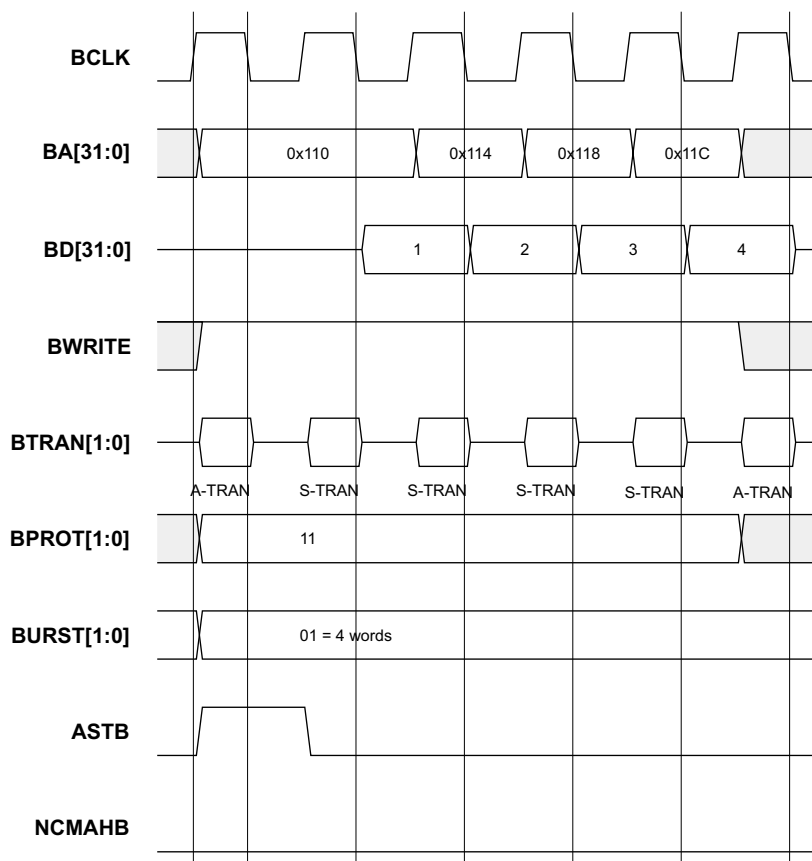 BCLK
BA[31:0] 0x110 0x114 0x118 0x11C
BD[31:0] 1 2 3 4
BWRITE
BTRAN[1:0]
A-TRAN S-TRAN S-TRAN S-TRAN S-TRAN A-TRAN
BPROT[1:0] 11
BURST[1:0] 01 = 4 words
ASTB
NCMAHB